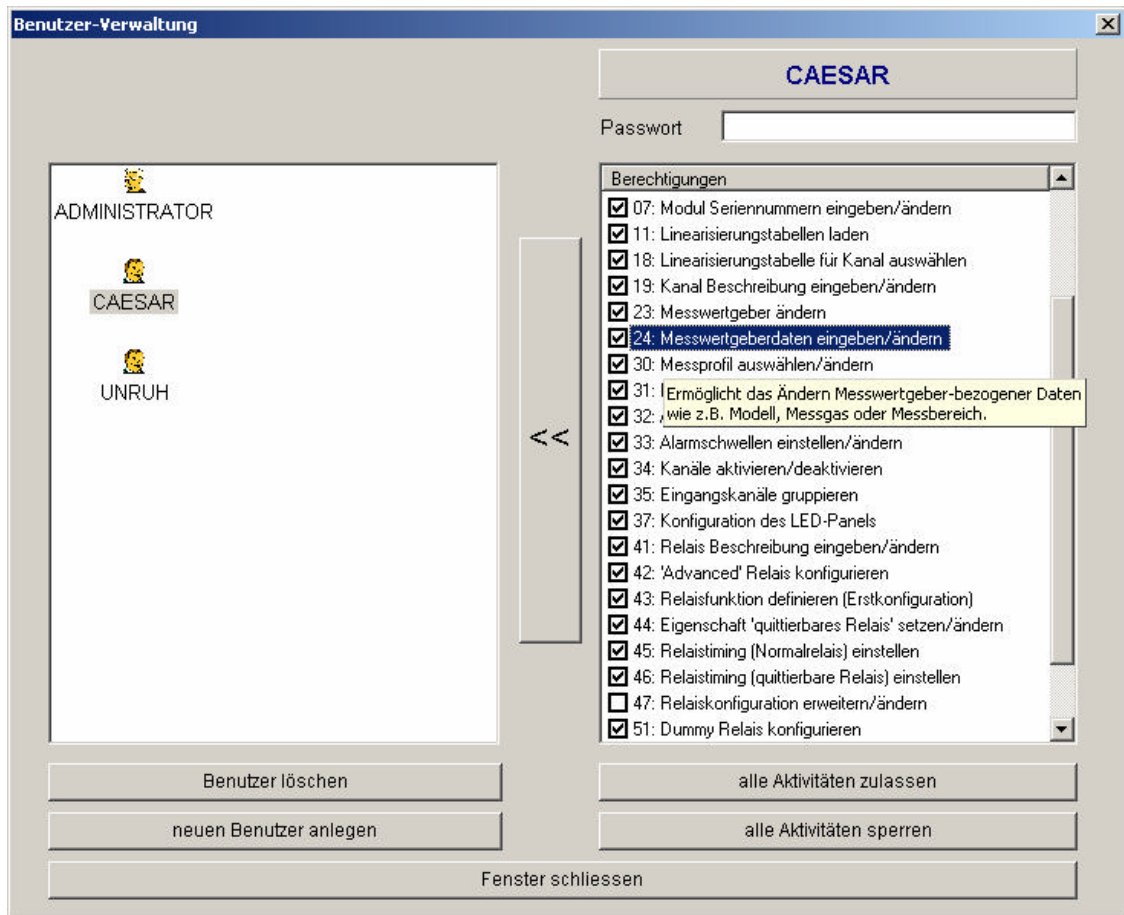 Benutzer-Verwaltung
CAESAR
Passwort
ADMINISTRATOR
CAESAR
UNRUH
<<
Berechtigungen
07: Modul Seriennummern eingeben/ändern
11: Linearisierungstabellen laden
18: Linearisierungstabelle für Kanal auswählen
19: Kanal Beschreibung eingeben/ändern
23: Messwertgeber ändern
24: Messwertgeberdaten eingeben/ändern
30: Messprofil auswählen/ändern
31:
32:
Ermöglicht das Ändern Messwertgeber-bezogener Daten
wie z.B. Modell, Messgas oder Messbereich.
33: Alarmschwellen einstellen/ändern
34: Kanäle aktivieren/deaktivieren
35: Eingangskanäle gruppieren
37: Konfiguration des LED-Panels
41: Relais Beschreibung eingeben/ändern
42: 'Advanced' Relais konfigurieren
43: Relaisfunktion definieren (Erstkonfiguration)
44: Eigenschaft 'quittierbares Relais' setzen/ändern
45: Relaistiming (Normalrelais) einstellen
46: Relaistiming (quittierbare Relais) einstellen
47: Relaiskonfiguration erweitern/ändern
51: Dummy Relais konfigurieren
Benutzer löschen
alle Aktivitäten zulassen
neuen Benutzer anlegen
alle Aktivitäten sperren
Fenster schliessen